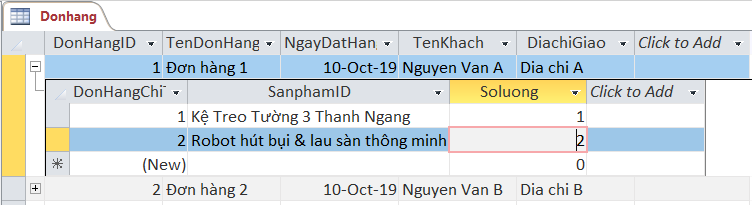 Donhang
DonHangID TenDonHang NgayDatHan TenKhach DiachiGiao Click to Add
1 Đơn hàng 1 10-Oct-19 Nguyen Van A Dia chi A
DonHangChi SanphamID Soluong Click to Add
1 Kệ Treo Tường 3 Thanh Ngang 1
2 Robot hút bụi & lau sàn thông minh 2
(New) 0
2 Đơn hàng 2 10-Oct-19 Nguyen Van B Dia chi B